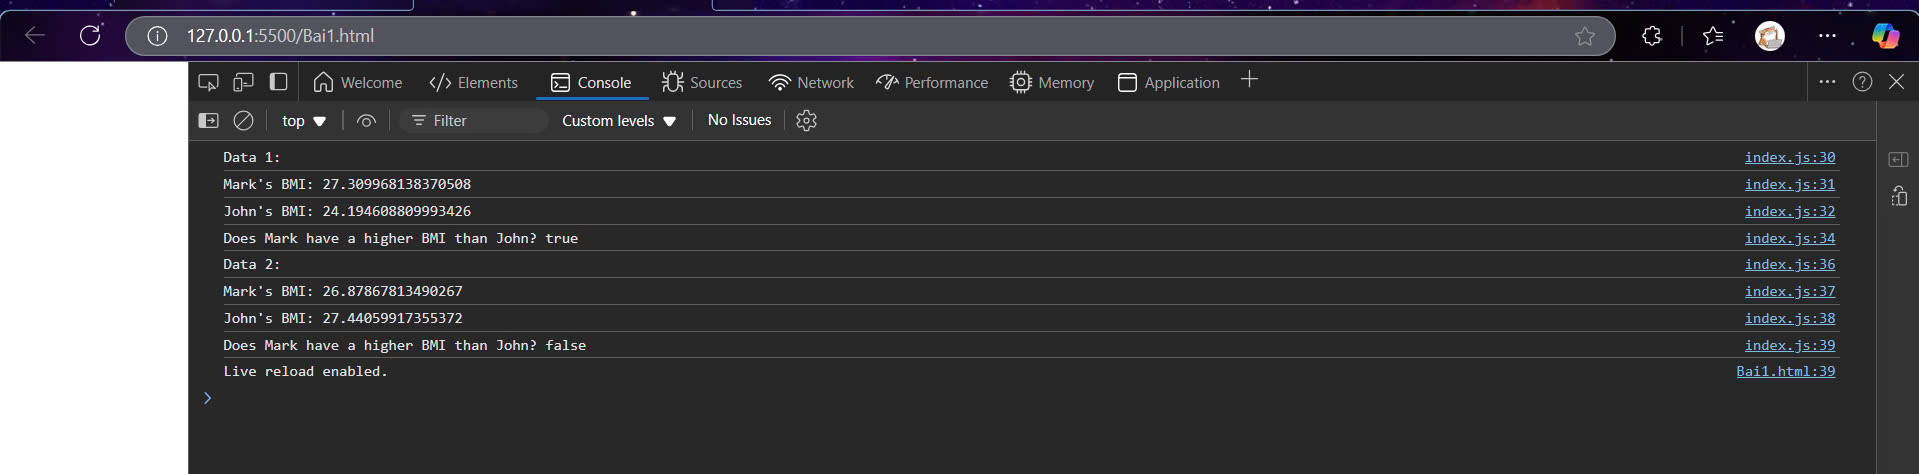 127.0.0.1:5500/Bai1.html
Welcome Elements Console Sources Network Performance Memory Application
top Filter Custom levels No Issues
Data 1: index.js:30
Mark's BMI: 27.309968138370508 index.js:31
John's BMI: 24.194608809993426 index.js:32
Does Mark have a higher BMI than John? true index.js:34
Data 2: index.js:36
Mark's BMI: 26.87867813490267 index.js:37
John's BMI: 27.44059917355372 index.js:38
Does Mark have a higher BMI than John? false index.js:39
Live reload enabled. Bai1.html:39